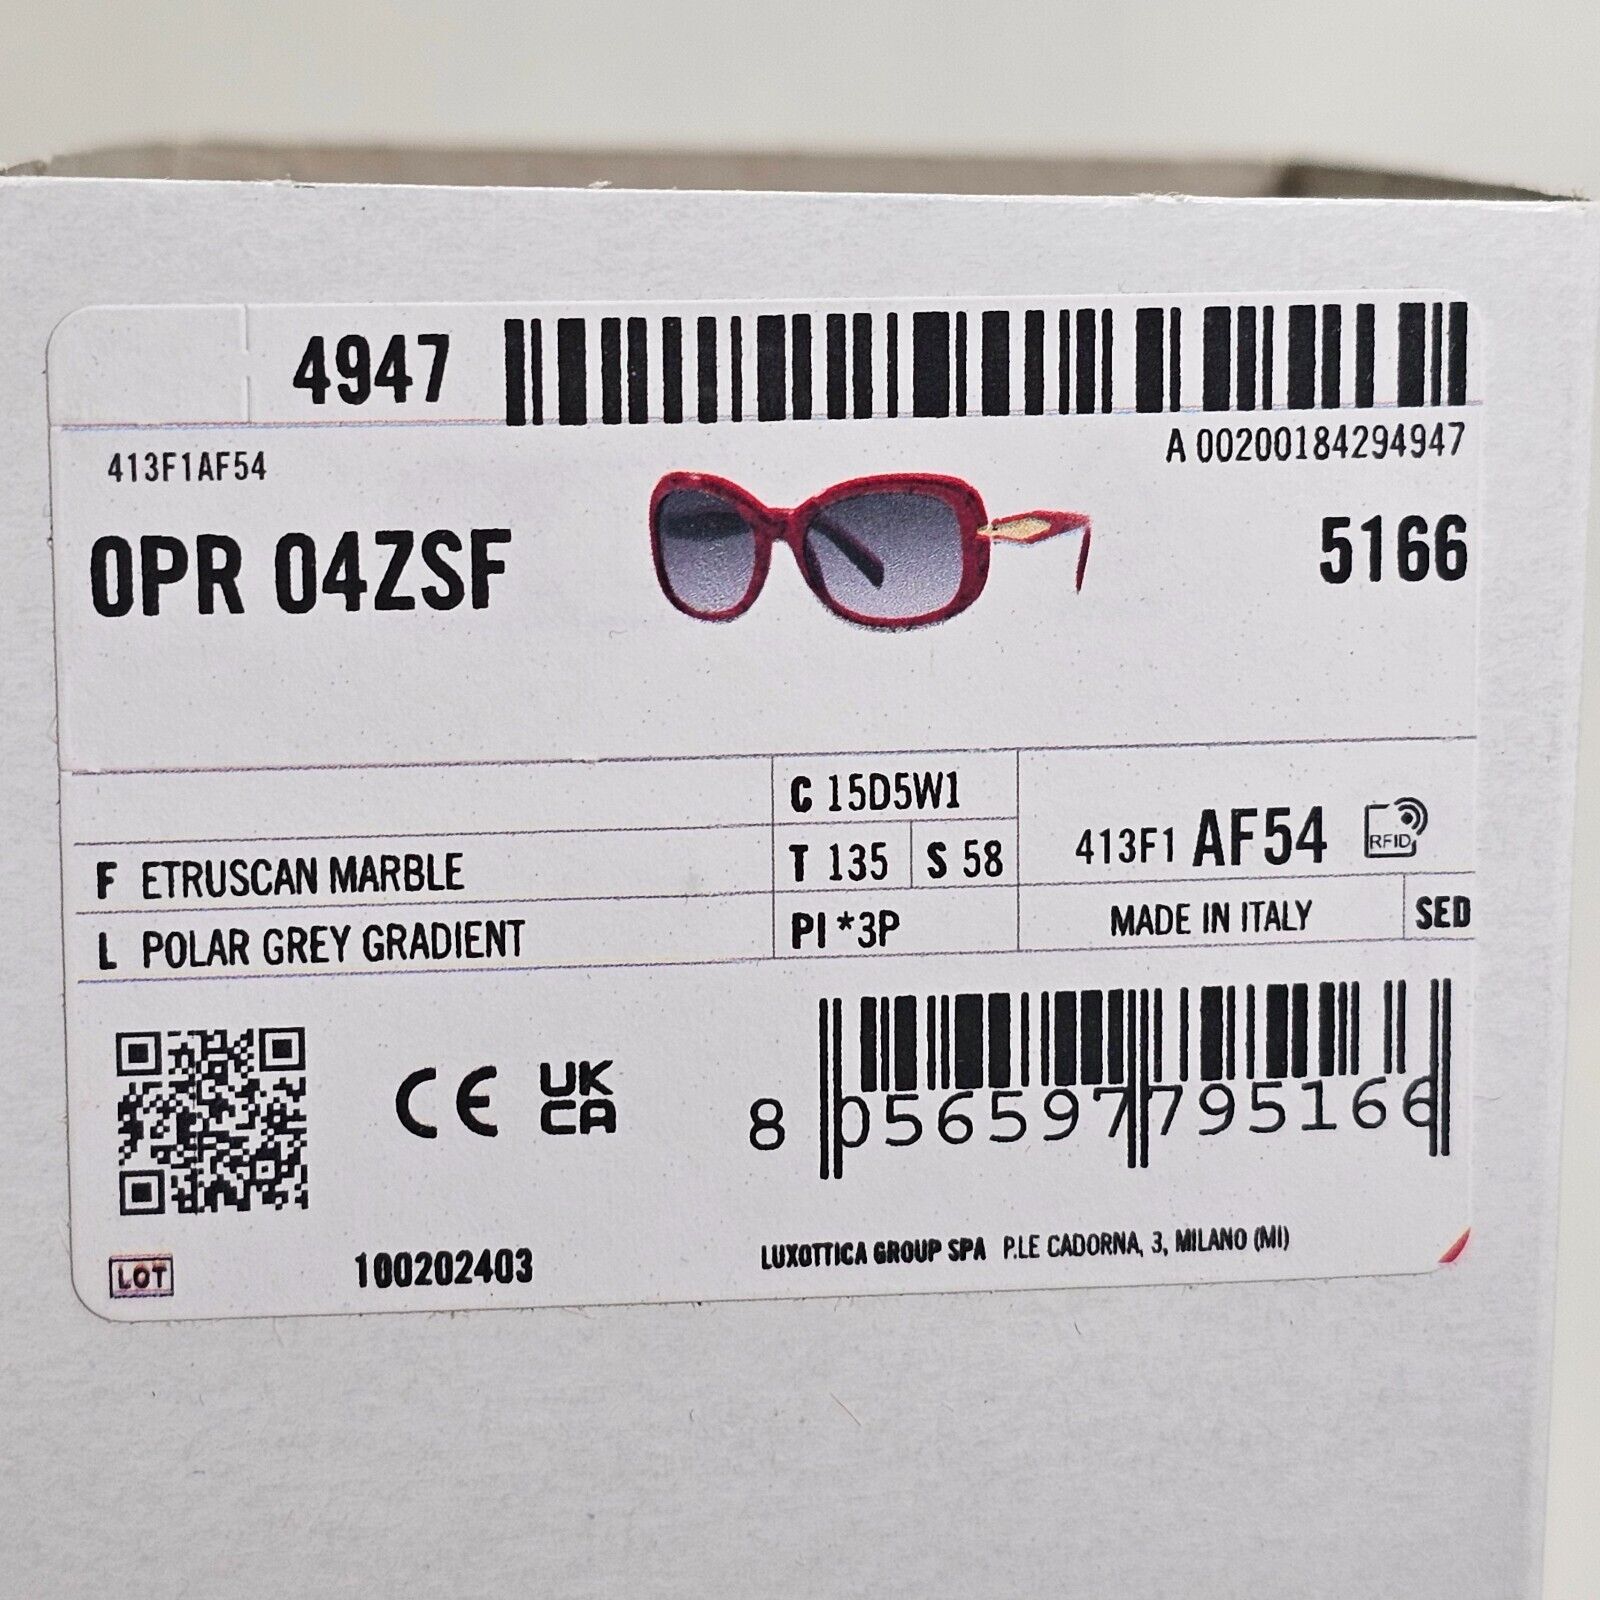 4947
A 00200184294947
413F1AF54
0PR 04ZSF
5166
C 15D5W1
F ETRUSCAN MARBLE
T 135
S 58
413F1 AF54
RFID
L POLAR GREY GRADIENT
PI *3P
MADE IN ITALY
SED
CE
UK
CA
8 056597 795166
LOT
100202403
LUXOTTICA GROUP SPA P.LE CADORNA, 3, MILANO (MI)